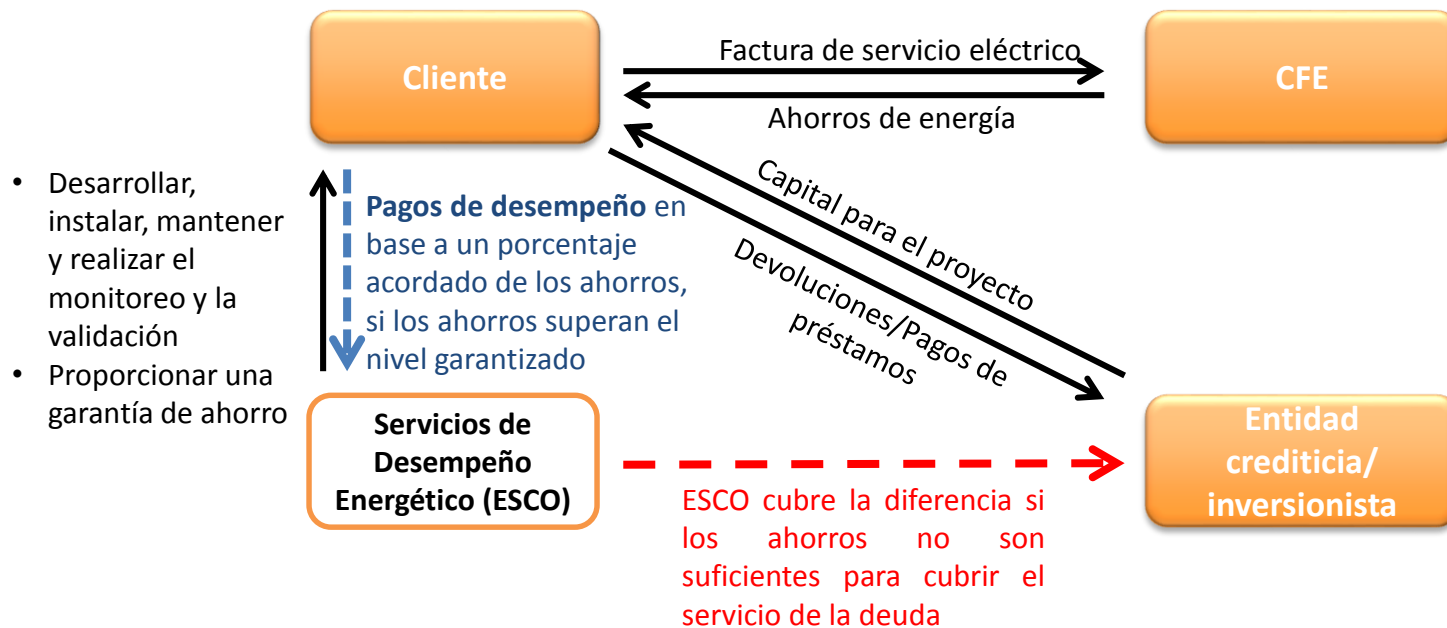 Cliente
Factura de servicio eléctrico
CFE
Ahorros de energía
Capital para el proyecto
Devoluciones/Pagos de
préstamos
• Desarrollar,
instalar, mantener
y realizar el
monitoreo y la
validación
• Proporcionar una
garantía de ahorro
Pagos de desempeño en
base a un porcentaje
acordado de los ahorros,
si los ahorros superan el
nivel garantizado
Servicios de
Desempeño
Energético (ESCO)
Entidad
crediticia/
inversionista
ESCO cubre la diferencia si
los ahorros no son
suficientes para cubrir el
servicio de la deuda